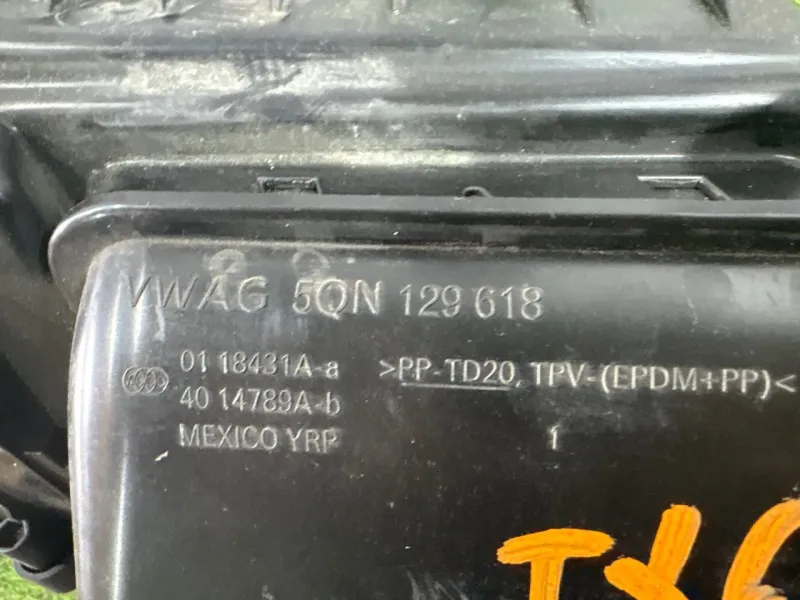 VWAG 5QN 129 618
01 18431A-a >PP-TD20, TPV-(EPDM+PP)<
40 14789A-b
MEXICO YRP 1